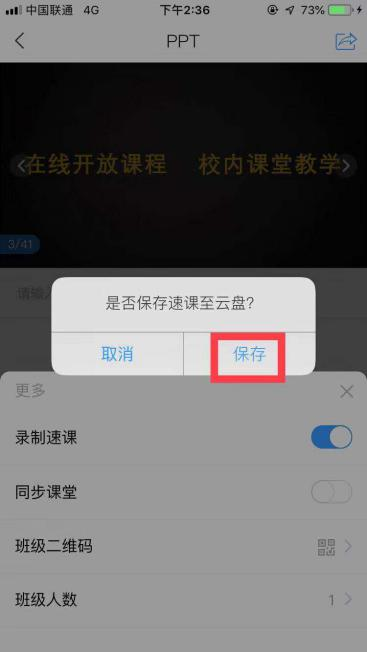 中国联通 4G 下午2:36 73%
PPT
在线开放课程 校内课堂教学
3/41
请输
是否保存速课至云盘?
取消 保存
更多
录制速课
同步课堂
班级二维码
班级人数 1